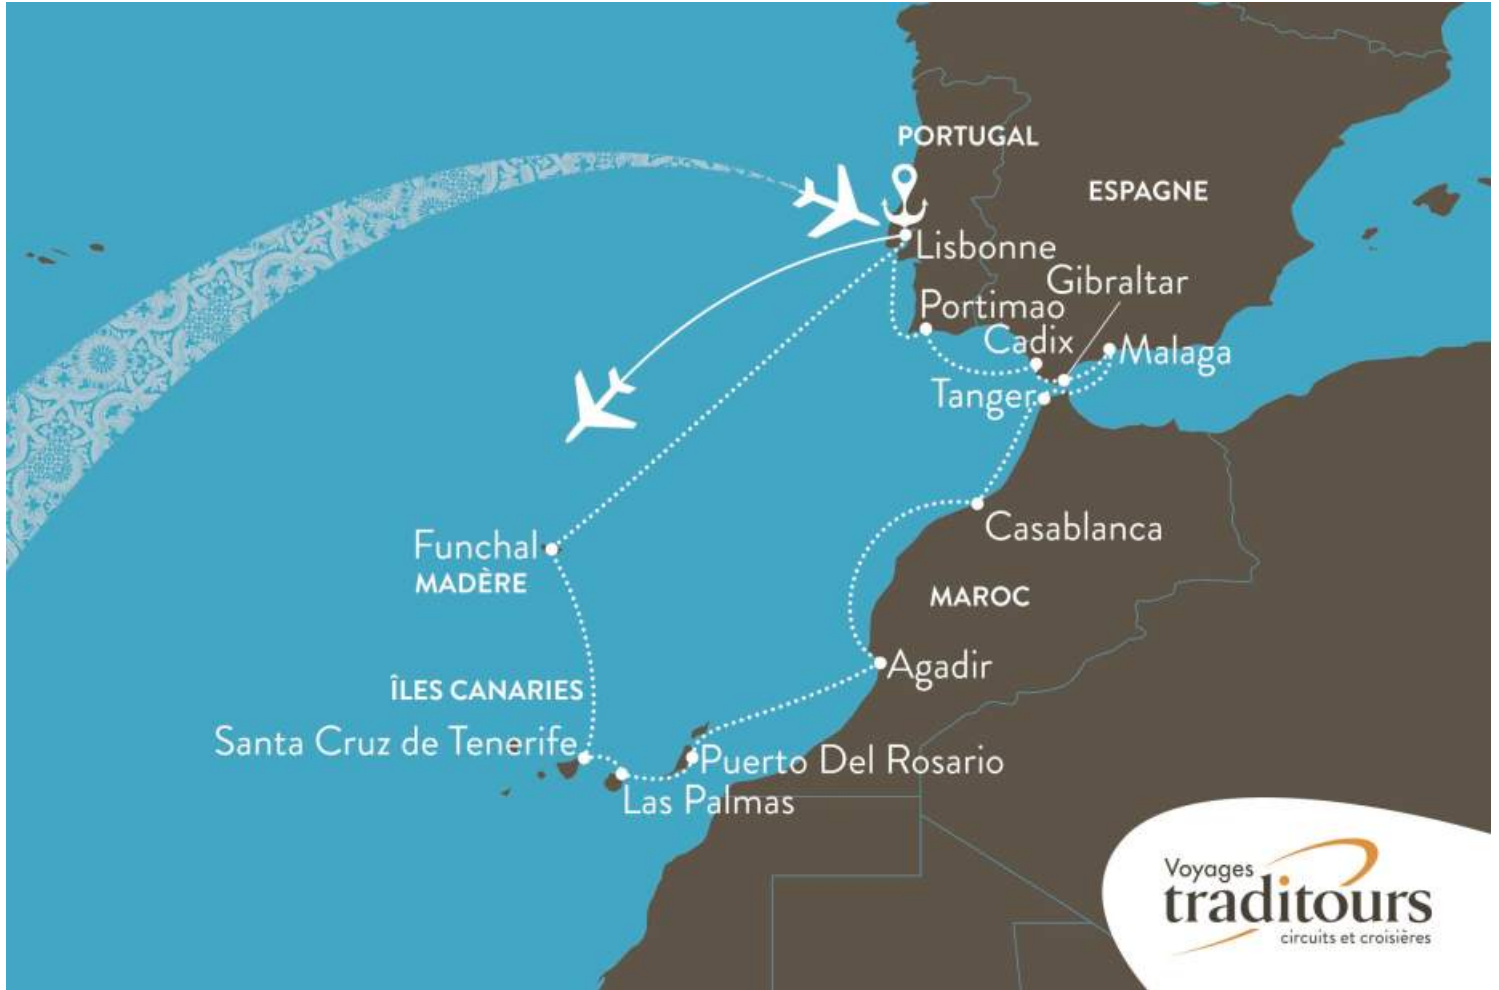 PORTUGAL
ESPAGNE
Lisbonne
Gibraltar
Portimao
Cadix
Malaga
Tanger
Casablanca
Funchal
MADÈRE
MAROC
Agadir
ÎLES CANARIES
Santa Cruz de Tenerife
Puerto Del Rosario
Las Palmas
Voyages
traditours
circuits et croisières